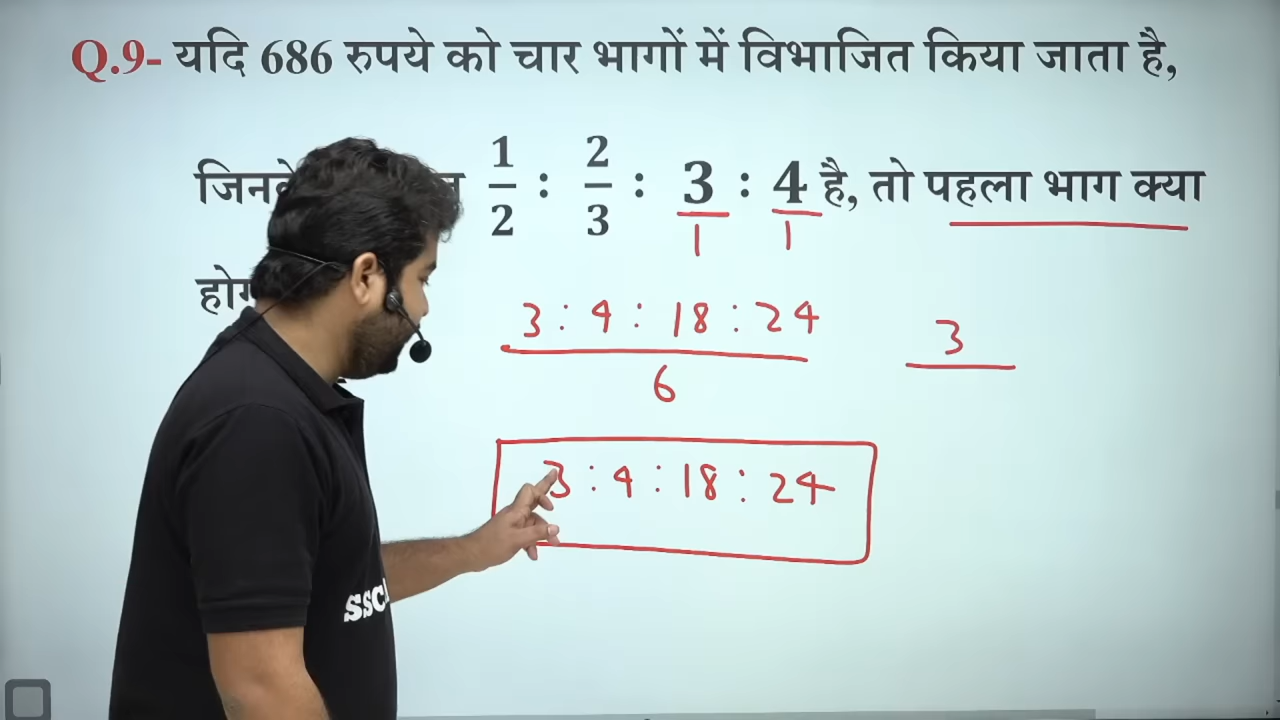 Q.9- यदि 686 रुपये को चार भागों में विभाजित किया जाता है,
1/2 : 2/3 : 3 : 4 है, तो पहला भाग क्या
1 1
3 : 4 : 18 : 24
6
3
3 : 4 : 18 : 24
SSC